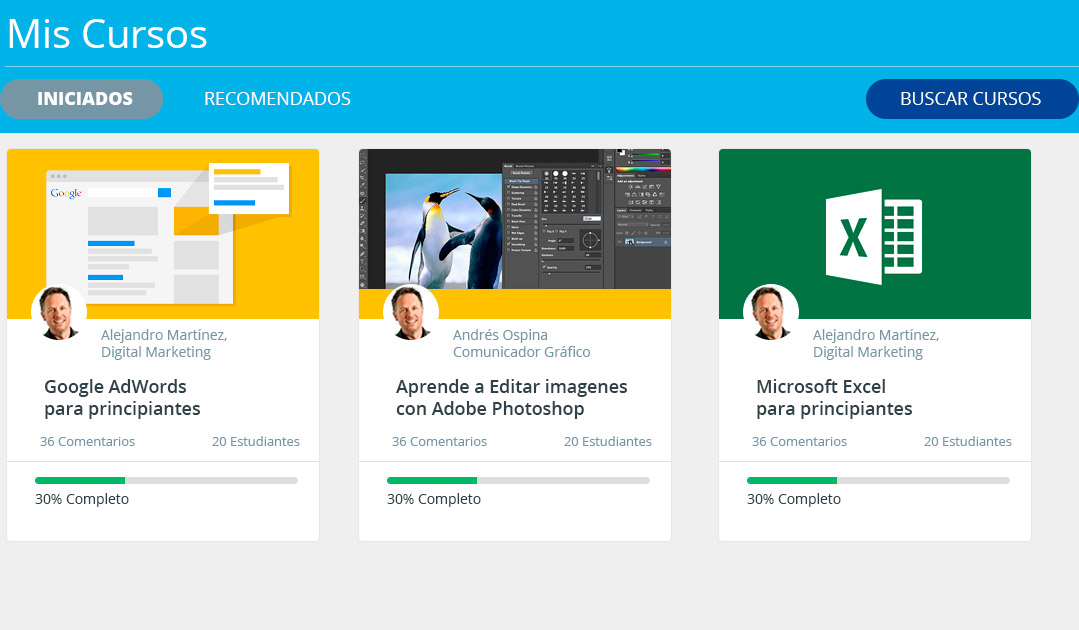 Mis Cursos
INICIADOS
RECOMENDADOS
BUSCAR CURSOS
Google
Alejandro Martínez,
Digital Marketing
Google AdWords
para principiantes
36 Comentarios
20 Estudiantes
30% Completo
Andrés Ospina
Comunicador Gráfico
Aprende a Editar imagenes
con Adobe Photoshop
36 Comentarios
20 Estudiantes
30% Completo
X
Alejandro Martínez,
Digital Marketing
Microsoft Excel
para principiantes
36 Comentarios
20 Estudiantes
30% Completo